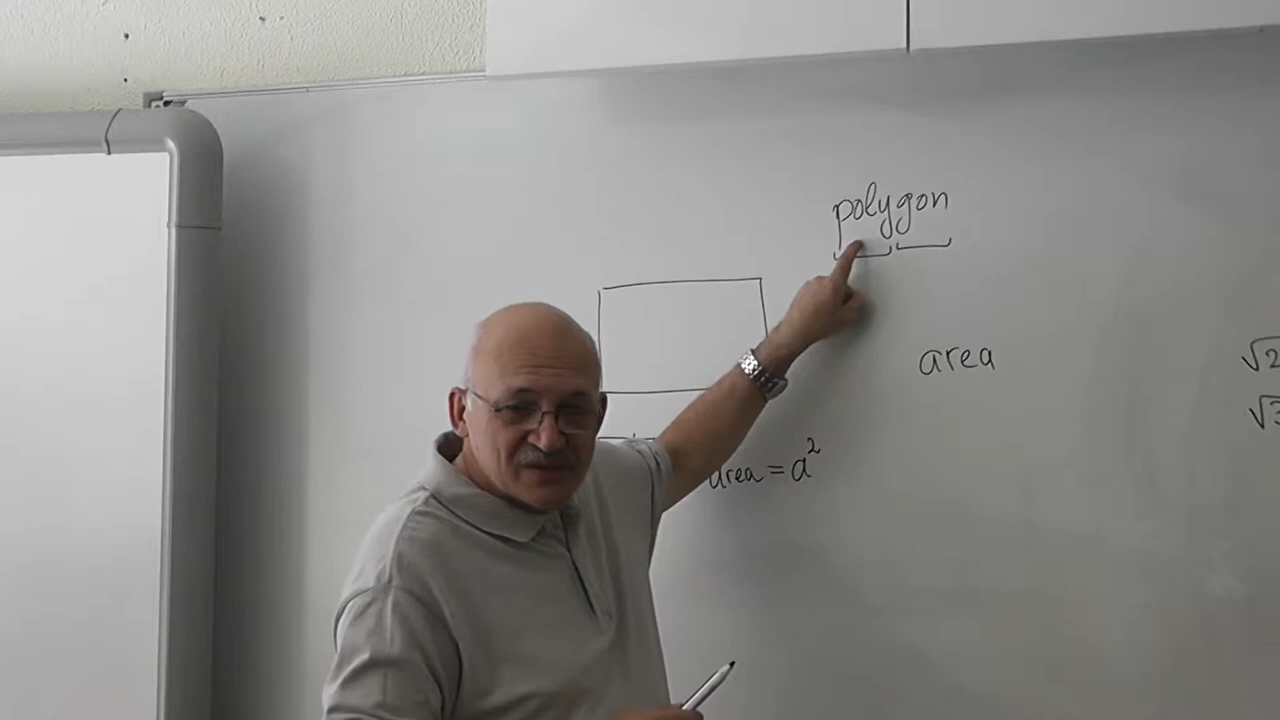 polygon
area
√2
√3
area = a²